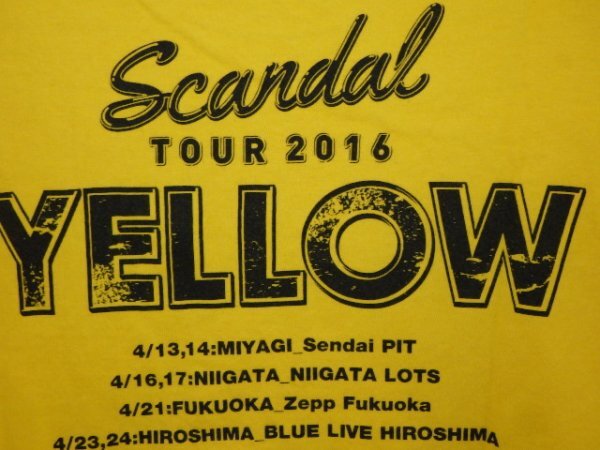 Scandal
TOUR 2016
YELLOW
4/13,14:MIYAGI_Sendai PIT
4/16,17:NIIGATA_NIIGATA LOTS
4/21:FUKUOKA_Zepp Fukuoka
4/23,24:HIROSHIMA_BLUE LIVE HIROSHIMA